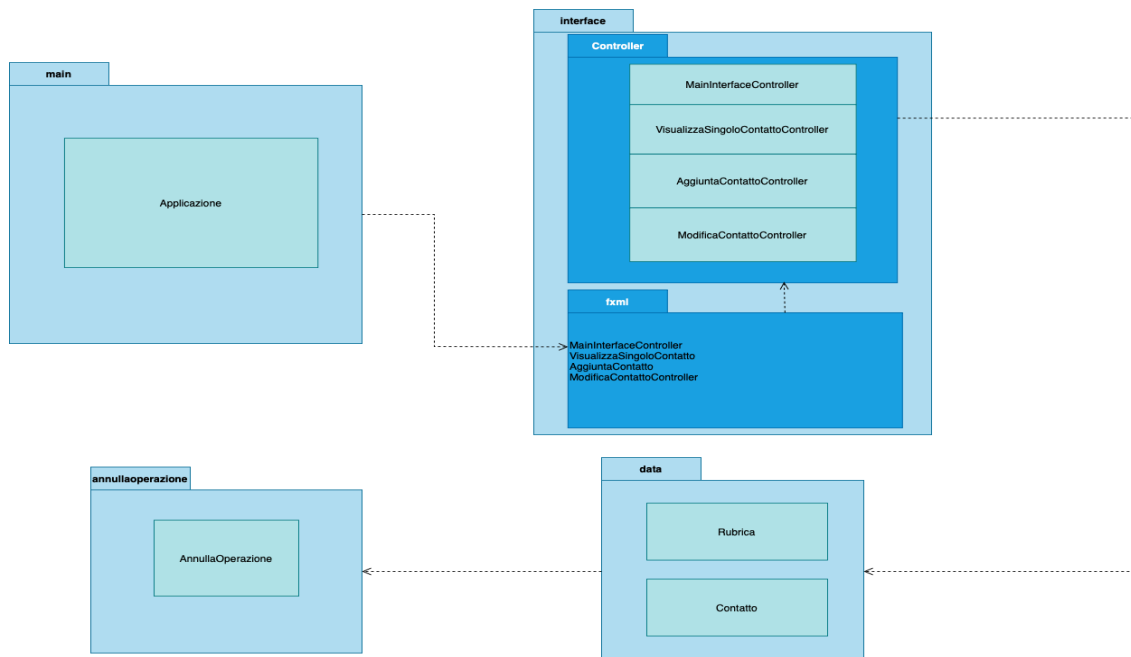 interface
Controller
MainInterfaceController
VisualizzaSingoloContattoController
AggiuntaContattoController
ModificaContattoController
main
Applicazione
fxml
MainInterfaceController
VisualizzaSingoloContatto
AggiuntaContatto
ModificaContattoController
annullaoperazione
AnnullaOperazione
data
Rubrica
Contatto